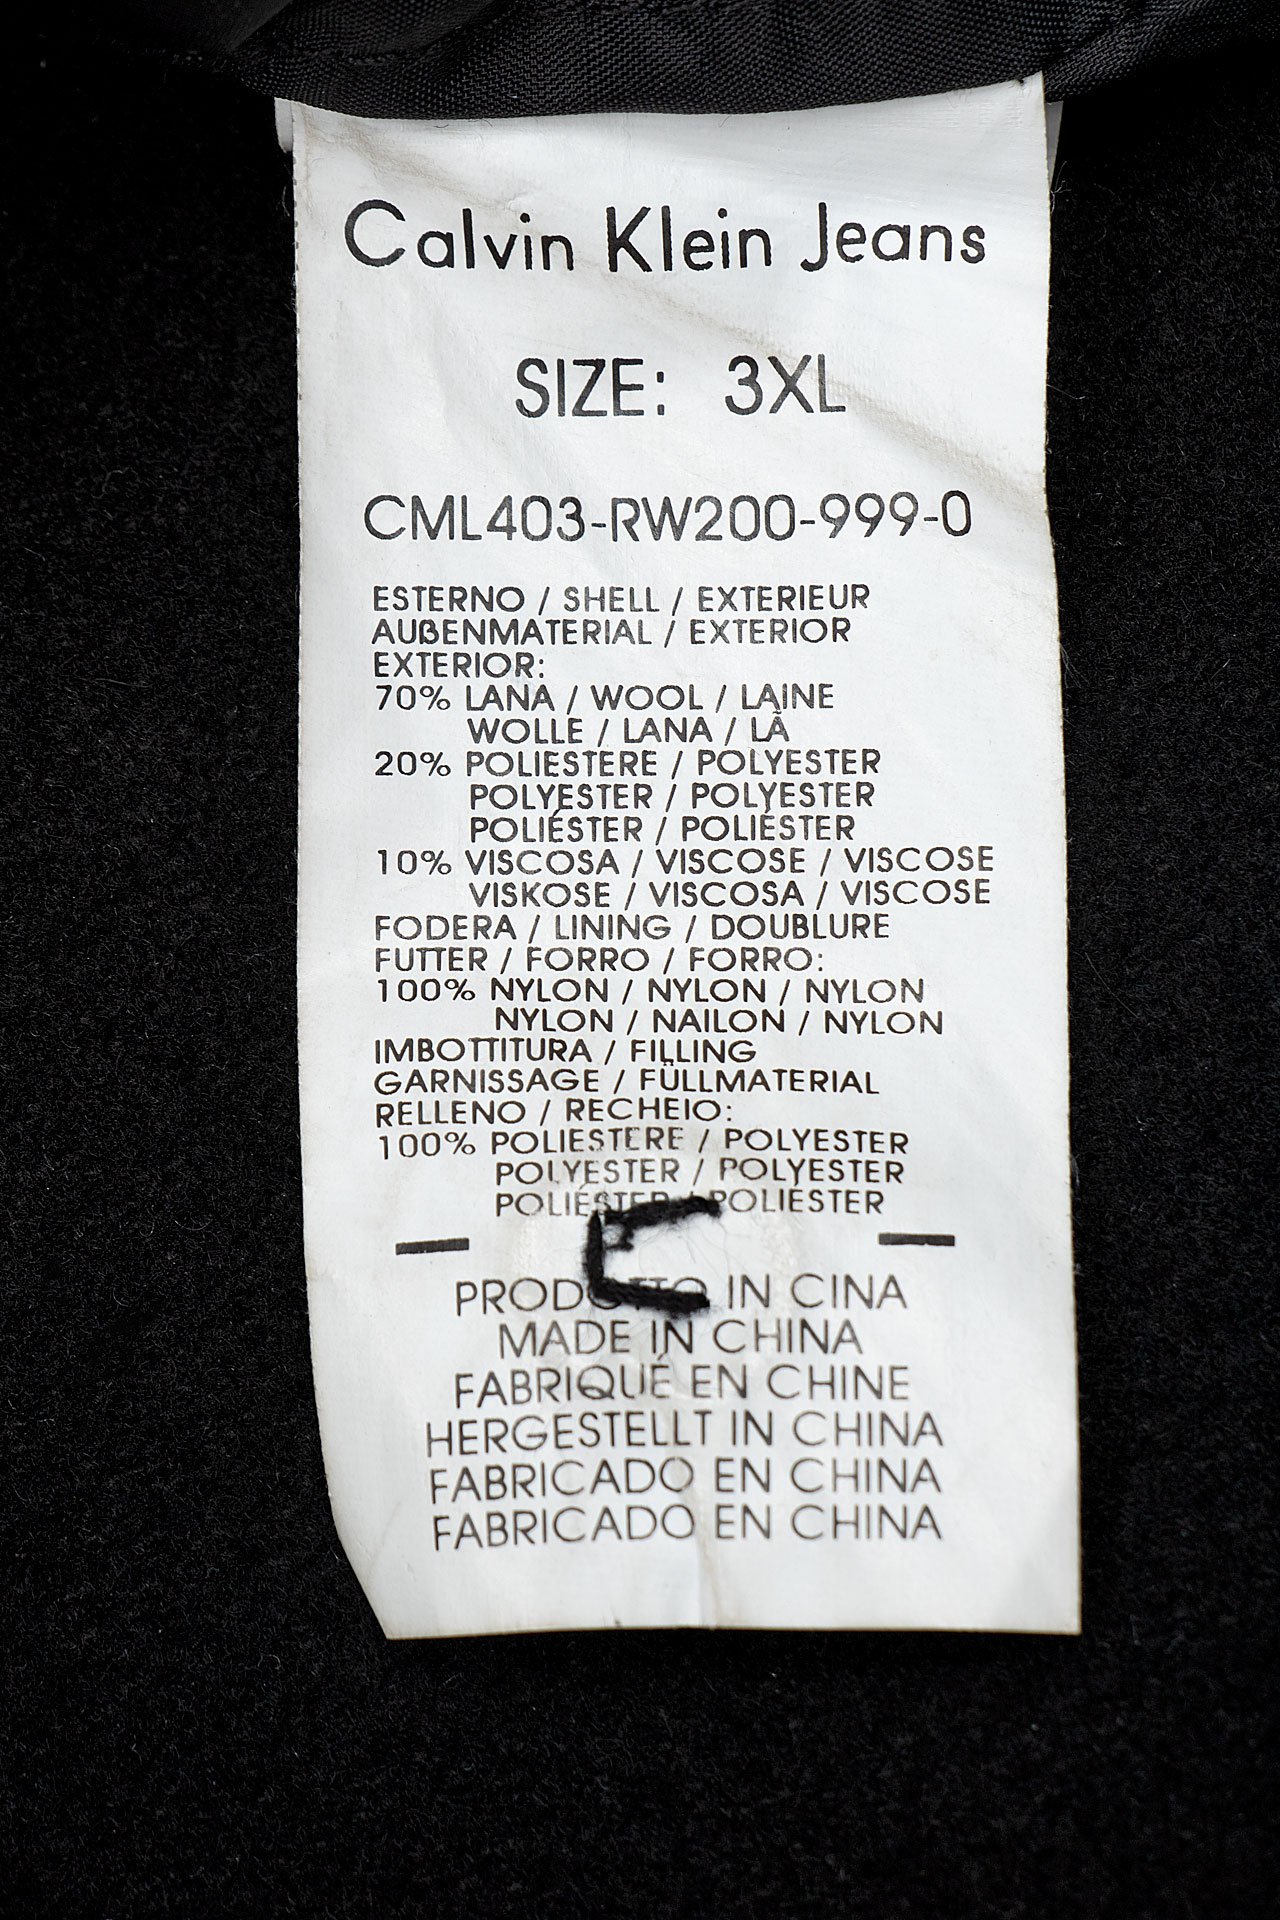 Calvin Klein Jeans
SIZE: 3XL
CML403-RW200-999-0
ESTERNO / SHELL / EXTERIEUR
AUßENMATERIAL / EXTERIOR
EXTERIOR:
70% LANA / WOOL / LAINE
WOLLE / LANA / LÃ
20% POLIESTERE / POLYESTER
POLYESTER / POLYESTER
POLIÉSTER / POLIÉSTER
10% VISCOSA / VISCOSE / VISCOSE
VISKOSE / VISCOSA / VISCOSE
FODERA / LINING / DOUBLURE
FUTTER / FORRO / FORRO:
100% NYLON / NYLON / NYLON
NYLON / NAILON / NYLON
IMBOTTITURA / FILLING
GARNISSAGE / FÜLLMATERIAL
RELLENO / RECHEIO:
100% POLIESTERE / POLYESTER
POLYESTER / POLYESTER
POLIÉSTER / POLIÉSTER
PRODOTTO IN CINA
MADE IN CHINA
FABRIQUÉ EN CHINE
HERGESTELLT IN CHINA
FABRICADO EN CHINA
FABRICADO EN CHINA